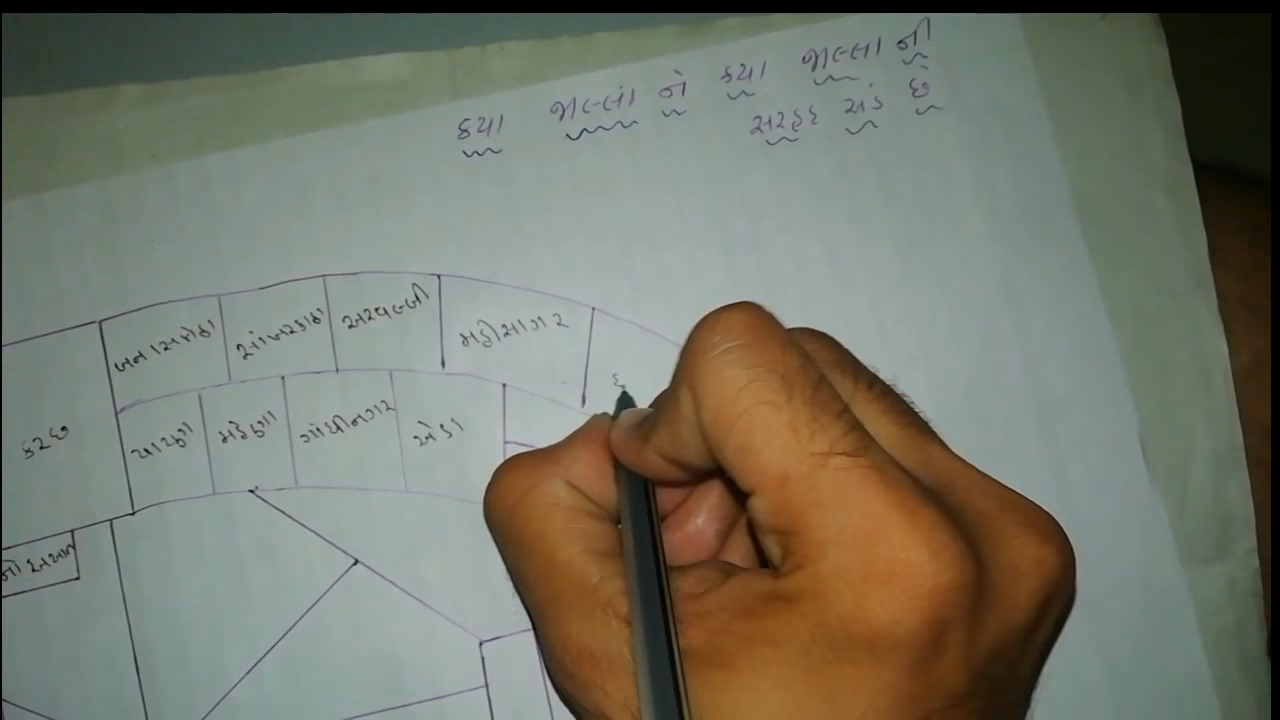 કયા જીલ્લાં ને કયા જીલ્લા ની
સરહદ અડે છે
બનાસકાંઠા
સાબરકાંઠા
અરવલ્લી
મહીસાગર
કચ્છ
પાટણ
મહેસાણા
ગાંધીનગર
ખેડા